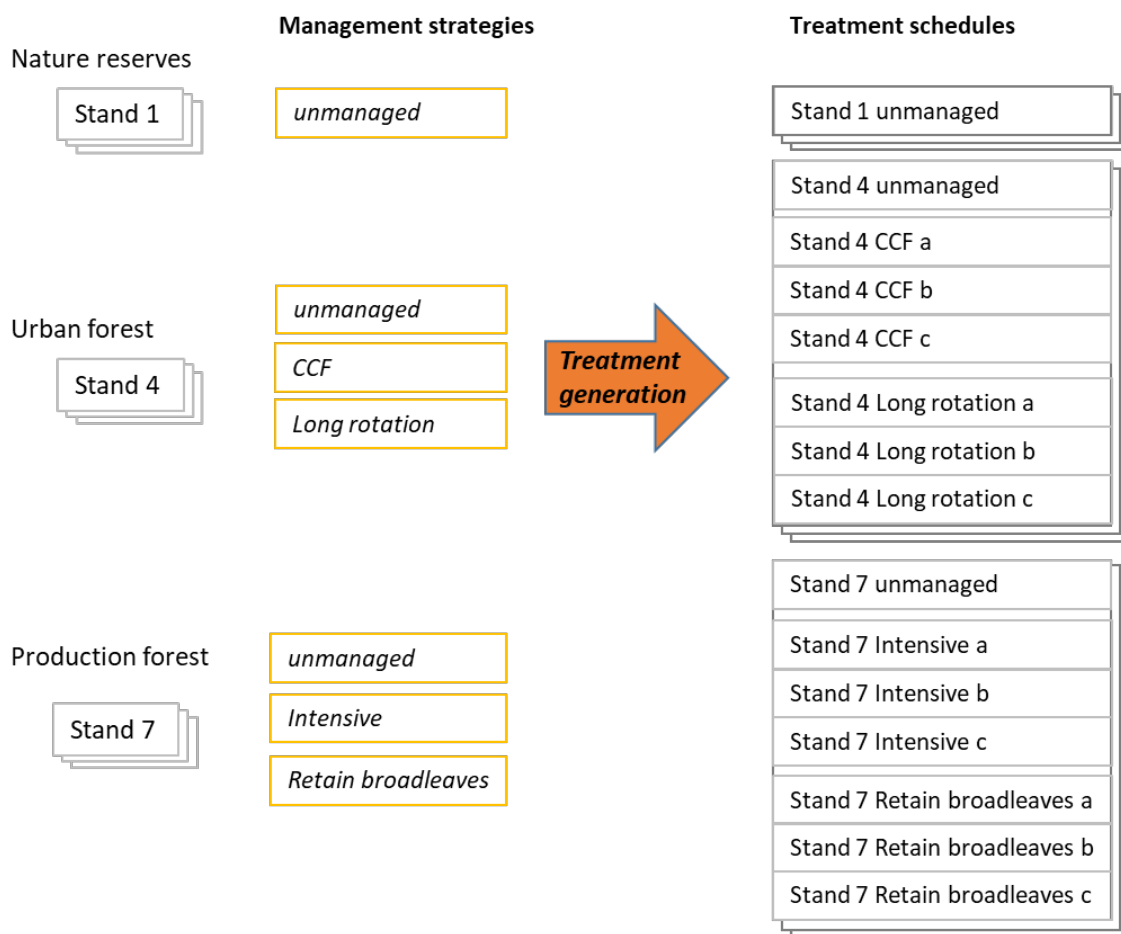 Management strategies
Treatment schedules
Nature reserves
Stand 1
unmanaged
Stand 1 unmanaged
Urban forest
Stand 4
unmanaged
CCF
Long rotation
Treatment
generation
Stand 4 unmanaged
Stand 4 CCF a
Stand 4 CCF b
Stand 4 CCF c
Stand 4 Long rotation a
Stand 4 Long rotation b
Stand 4 Long rotation c
Production forest
Stand 7
unmanaged
Intensive
Retain broadleaves
Stand 7 unmanaged
Stand 7 Intensive a
Stand 7 Intensive b
Stand 7 Intensive c
Stand 7 Retain broadleaves a
Stand 7 Retain broadleaves b
Stand 7 Retain broadleaves c